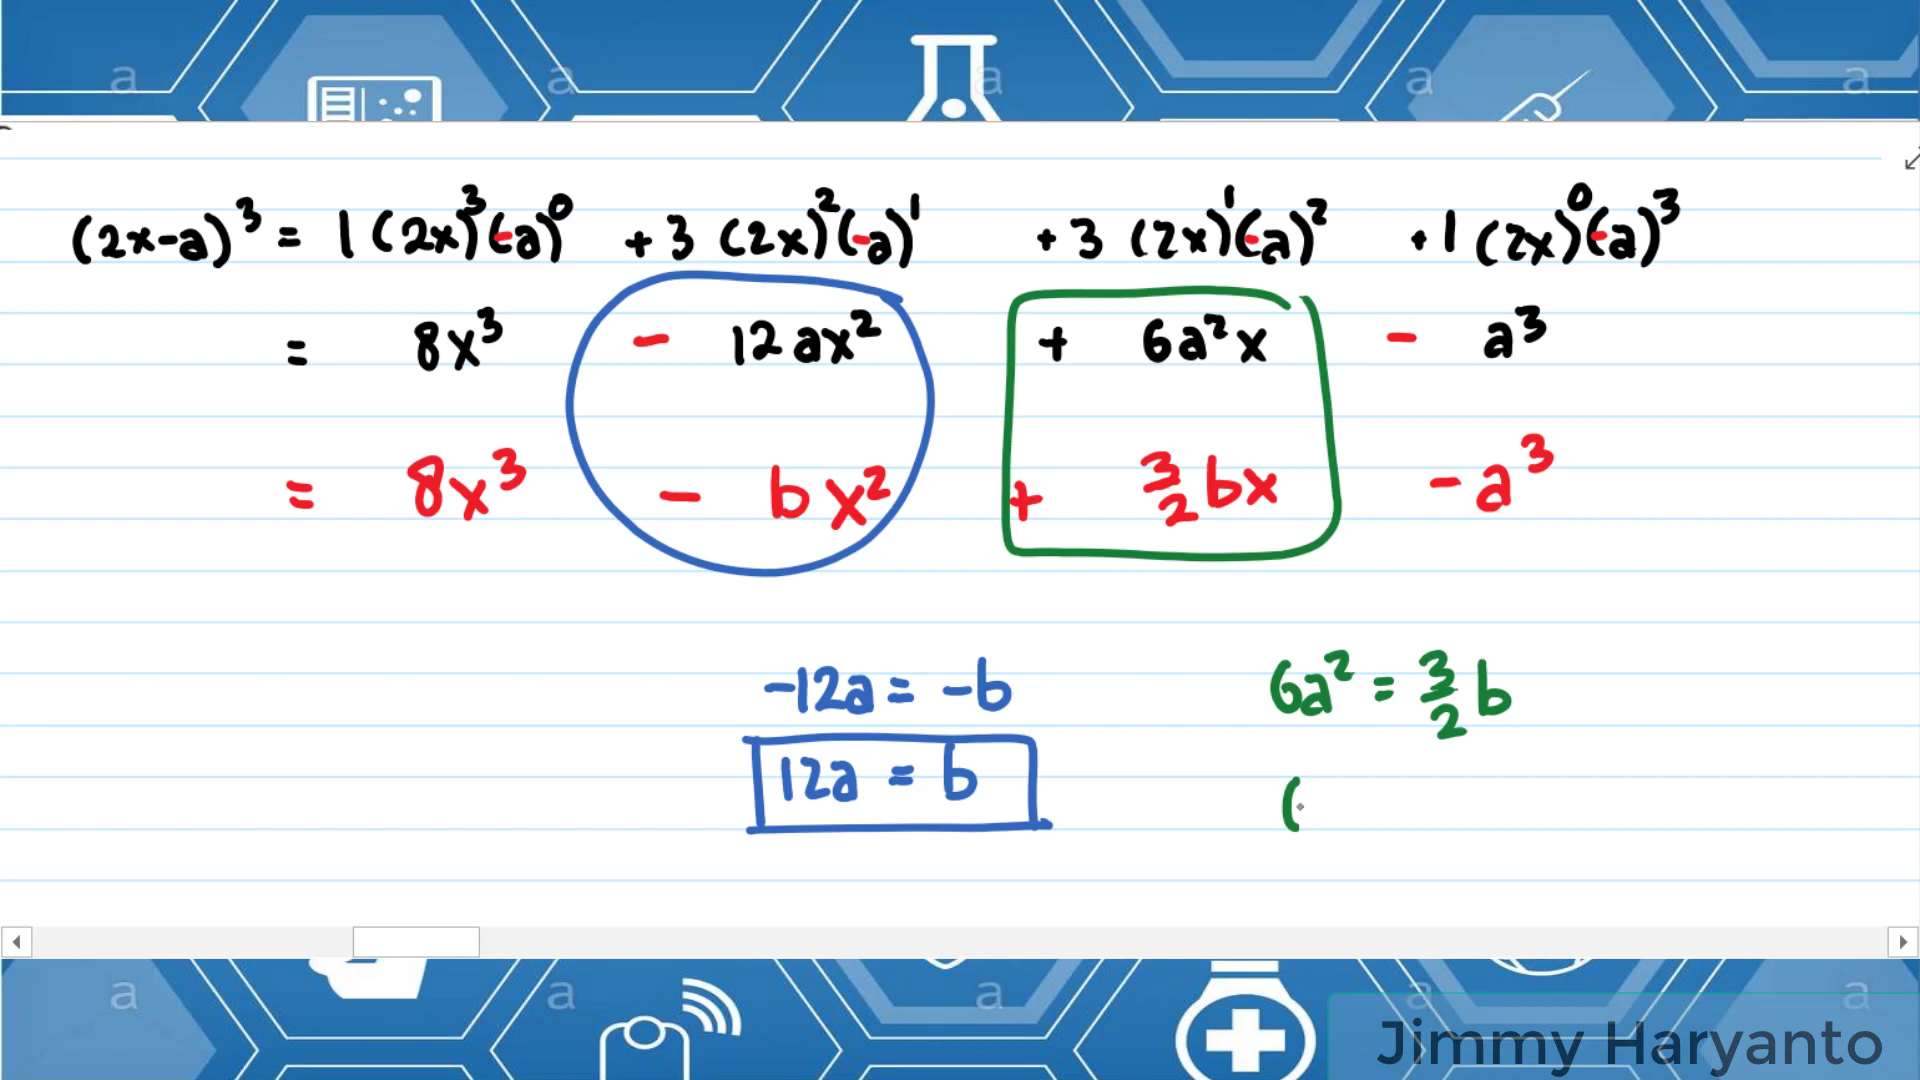 (2x-a)³ = 1(2x)³(-a)⁰ + 3(2x)²(-a)¹ + 3(2x)¹(-a)² + 1(2x)⁰(-a)³
= 8x³ - 12ax² + 6a²x - a³
= 8x³ - bx² + 3/2 bx - a³
-12a = -b 6a² = 3/2 b
12a = b (
Jimmy Haryanto